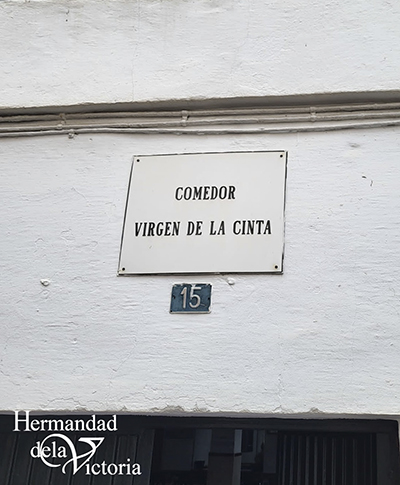 COMEDOR
VIRGEN DE LA CINTA
15
Hermandad
de la
Victoria